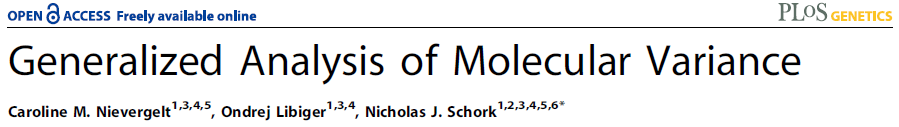 OPEN ACCESS Freely available online PLoS GENETICS
Generalized Analysis of Molecular Variance
Caroline M. Nievergelt1,3,4,5, Ondrej Libiger1,3,4, Nicholas J. Schork1,2,3,4,5,6*